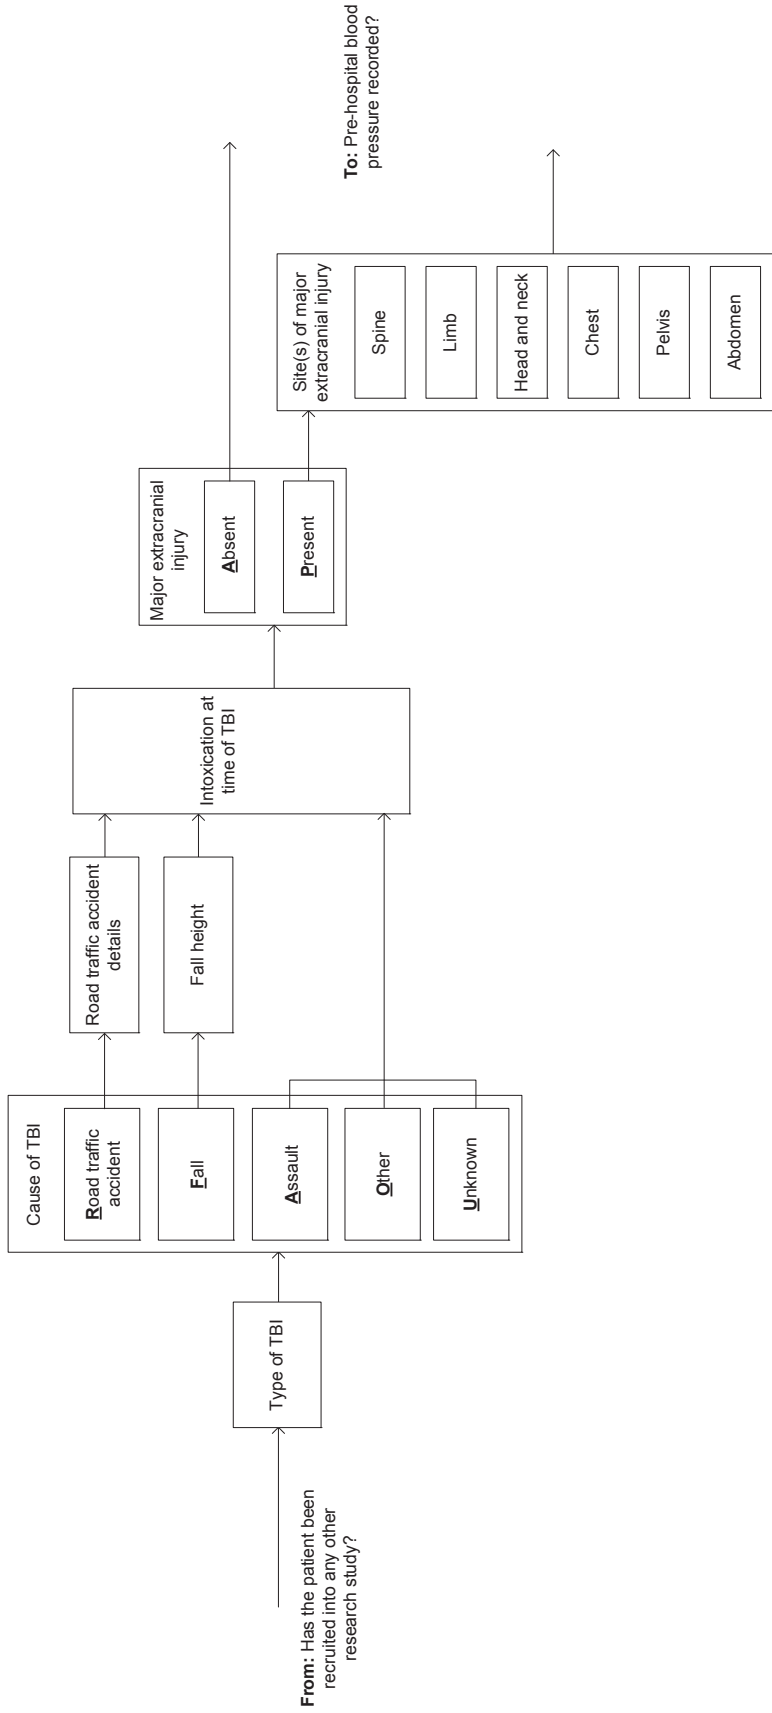 From: Has the patient been
recruited into any other
research study?
Type of TBI
Cause of TBI
Road traffic
accident
Fall
Assault
Other
Unknown
Road traffic accident
details
Fall height
Intoxication at
time of TBI
Major extracranial
injury
Absent
Present
Site(s) of major
extracranial injury
Spine
Limb
Head and neck
Chest
Pelvis
Abdomen
To: Pre-hospital blood
pressure recorded?